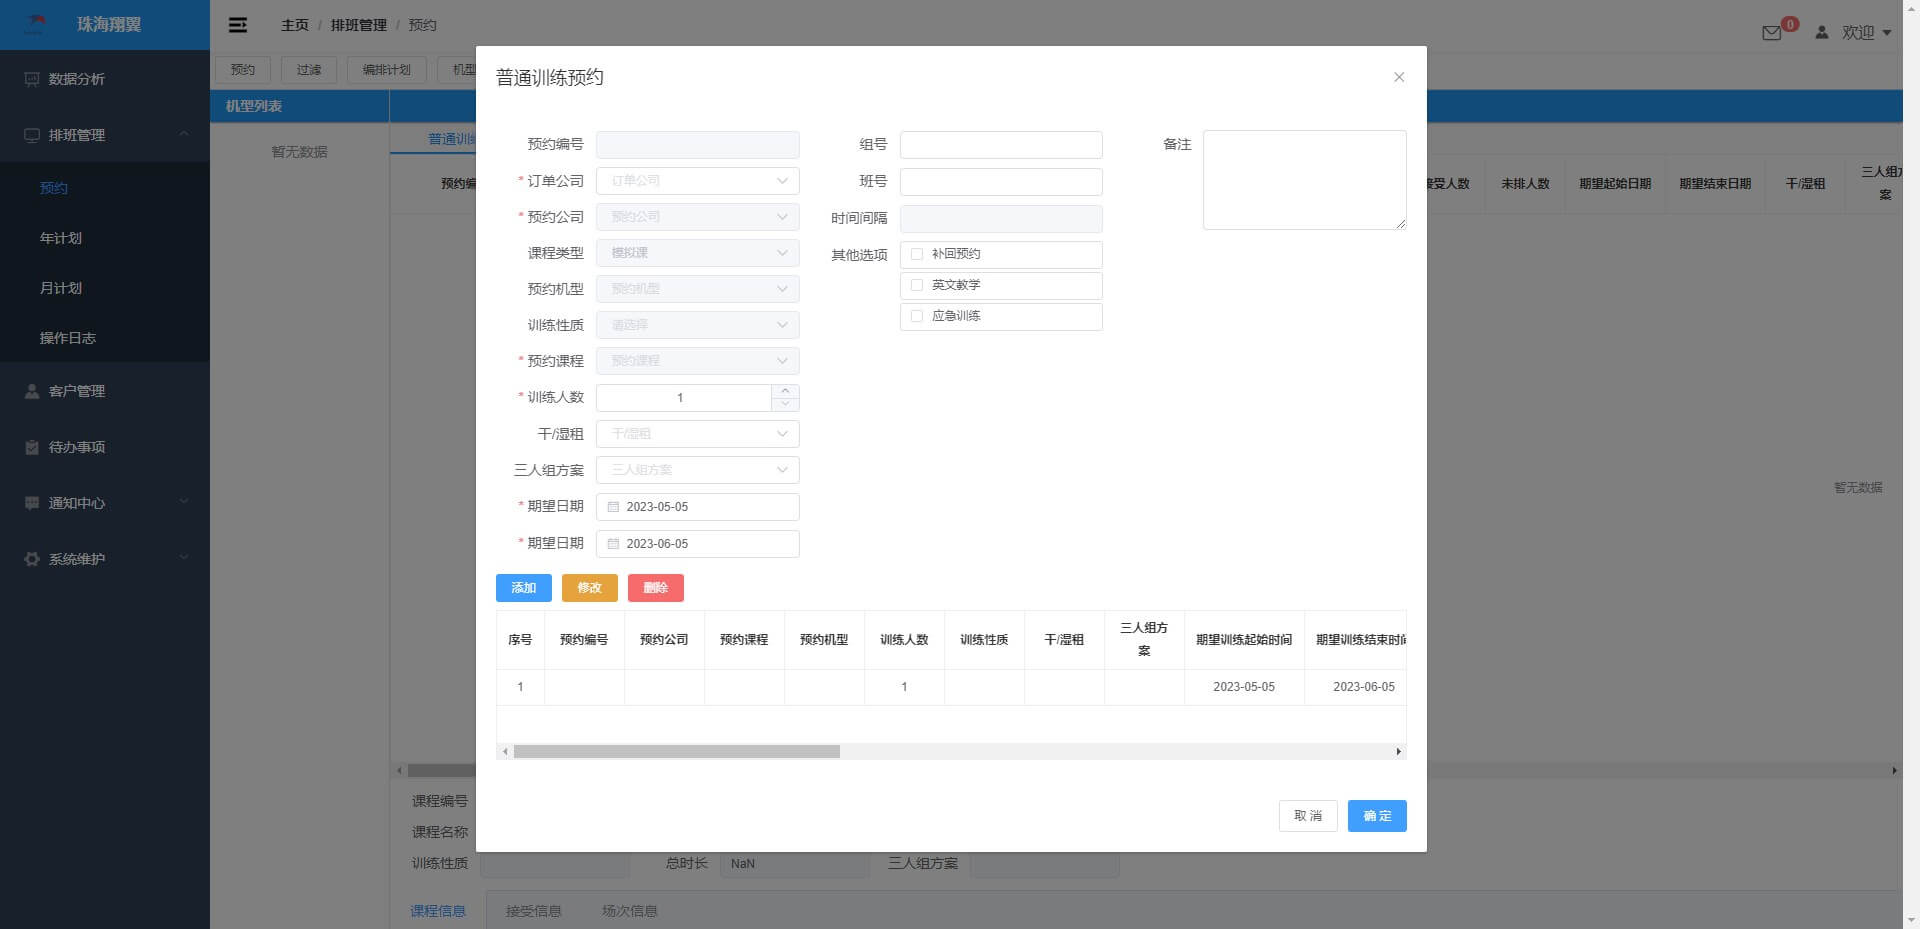 珠海翔翼
主页 / 排班管理 / 预约
0
欢迎
预约
过滤
编排计划
机型
数据分析
排班管理
预约
年计划
月计划
操作日志
客户管理
待办事项
通知中心
系统维护
机型列表
暂无数据
普通训练
预约编
接受人数
未排人数
期望起始日期
期望结束日期
干/湿租
三人组方
案
暂无数据
普通训练预约
预约编号
* 订单公司 订单公司
* 预约公司 预约公司
课程类型 模拟课
预约机型 预约机型
训练性质 请选择
* 预约课程 预约课程
* 训练人数 1
干/湿租 干/湿租
三人组方案 三人组方案
* 期望日期 2023-05-05
* 期望日期 2023-06-05
组号
班号
时间间隔
其他选项 补回预约
英文教学
应急训练
备注
添加 修改 删除
序号 预约编号 预约公司 预约课程 预约机型 训练人数 训练性质 干/湿租 三人组方案 期望训练起始时间 期望训练结束时间
1 1 2023-05-05 2023-06-05
取 消 确 定
课程编号
课程名称
训练性质 总时长 NaN 三人组方案
课程信息 接受信息 场次信息